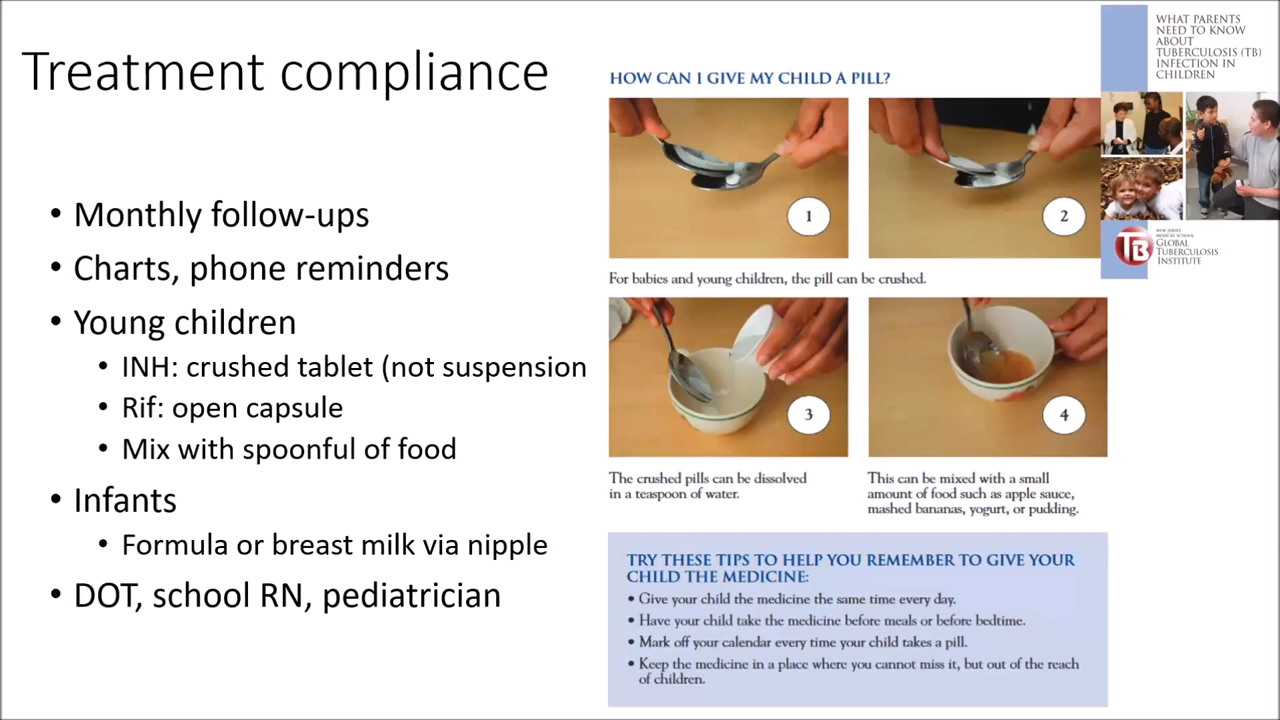 Treatment compliance
• Monthly follow-ups
• Charts, phone reminders
• Young children
• INH: crushed tablet (not suspension
• Rif: open capsule
• Mix with spoonful of food
• Infants
• Formula or breast milk via nipple
• DOT, school RN, pediatrician
HOW CAN I GIVE MY CHILD A PILL?
1
2
For babies and young children, the pill can be crushed.
3
4
The crushed pills can be dissolved
in a teaspoon of water.
This can be mixed with a small
amount of food such as apple sauce,
mashed bananas, yogurt, or pudding.
TRY THESE TIPS TO HELP YOU REMEMBER TO GIVE YOUR
CHILD THE MEDICINE:
• Give your child the medicine the same time every day.
• Have your child take the medicine before meals or before bedtime.
• Mark off your calendar every time your child takes a pill.
• Keep the medicine in a place where you cannot miss it, but out of the reach
of children.
WHAT PARENTS
NEED TO KNOW
ABOUT
TUBERCULOSIS (TB)
INFECTION IN
CHILDREN
TB
NEW JERSEY
MEDICAL SCHOOL
GLOBAL
TUBERCULOSIS
INSTITUTE